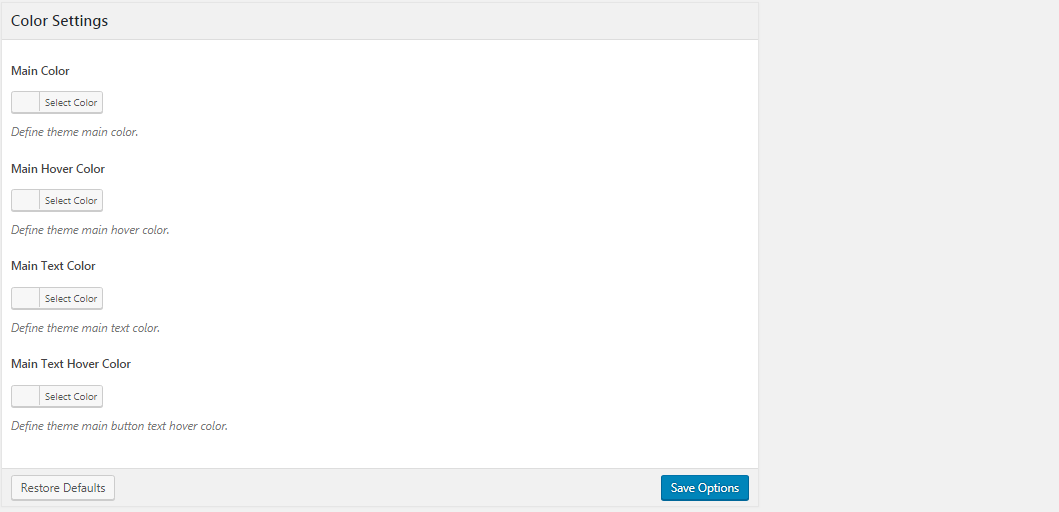 Color Settings
Main Color
Select Color
Define theme main color.
Main Hover Color
Select Color
Define theme main hover color.
Main Text Color
Select Color
Define theme main text color.
Main Text Hover Color
Select Color
Define theme main button text hover color.
Restore Defaults
Save Options